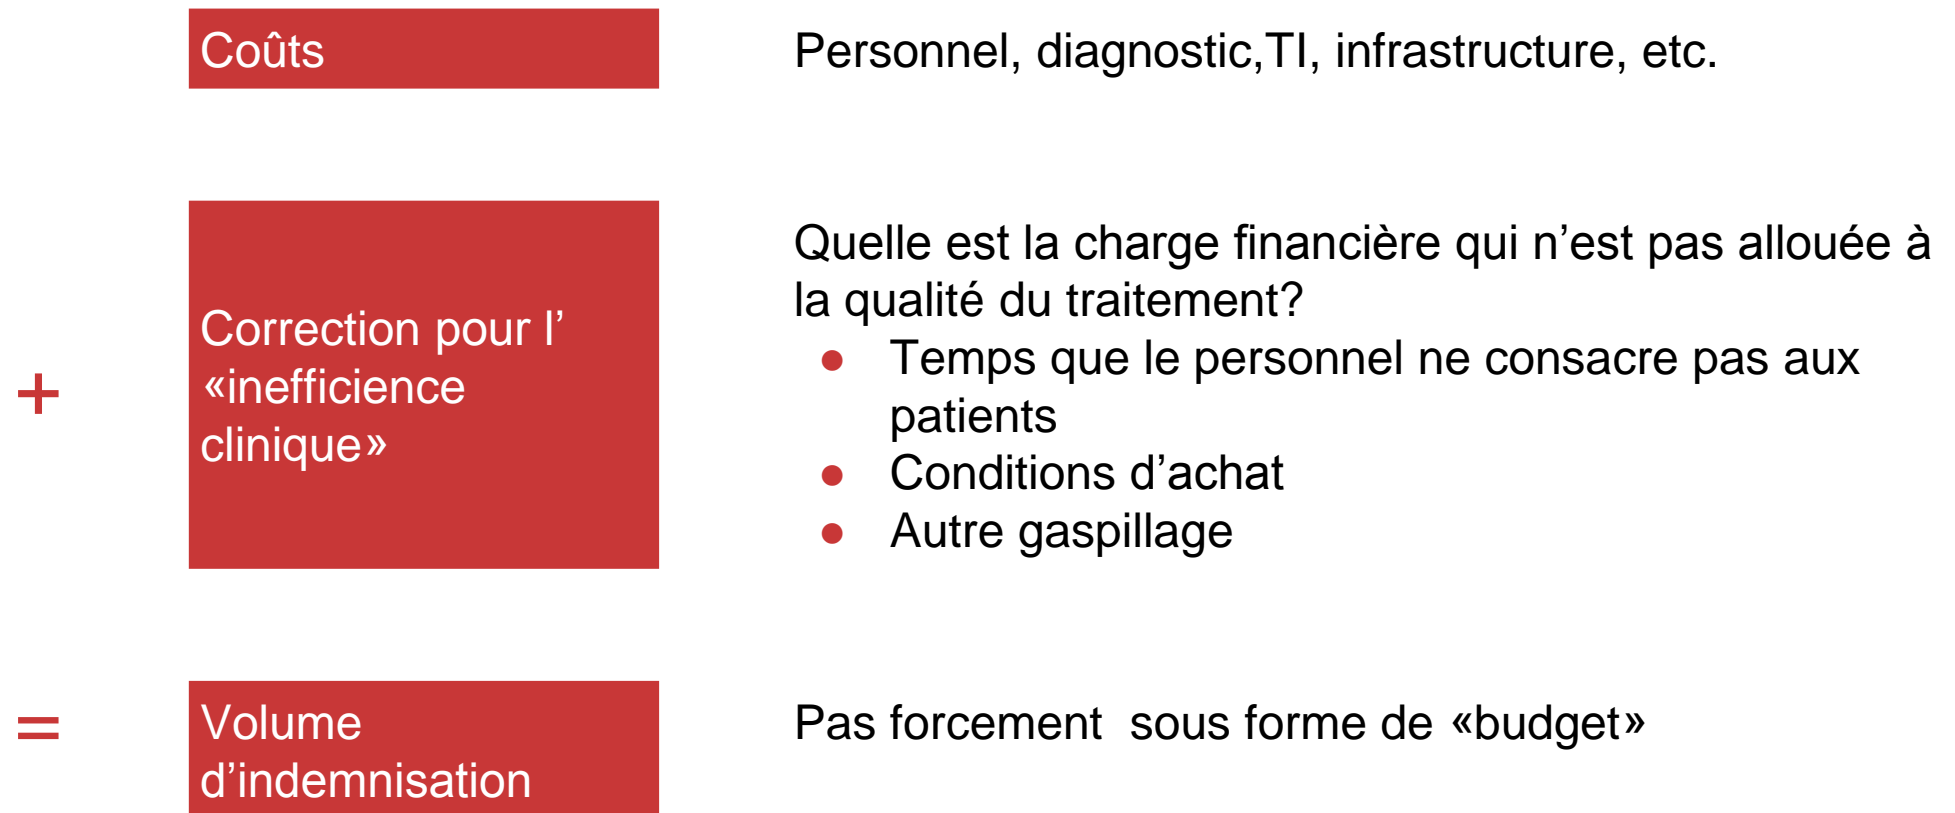 Coûts
Personnel, diagnostic,TI, infrastructure, etc.
+
Correction pour l’
«inefficience
clinique»
Quelle est la charge financière qui n’est pas allouée à
la qualité du traitement?
● Temps que le personnel ne consacre pas aux
patients
● Conditions d’achat
● Autre gaspillage
=
Volume
d’indemnisation
Pas forcement  sous forme de «budget»